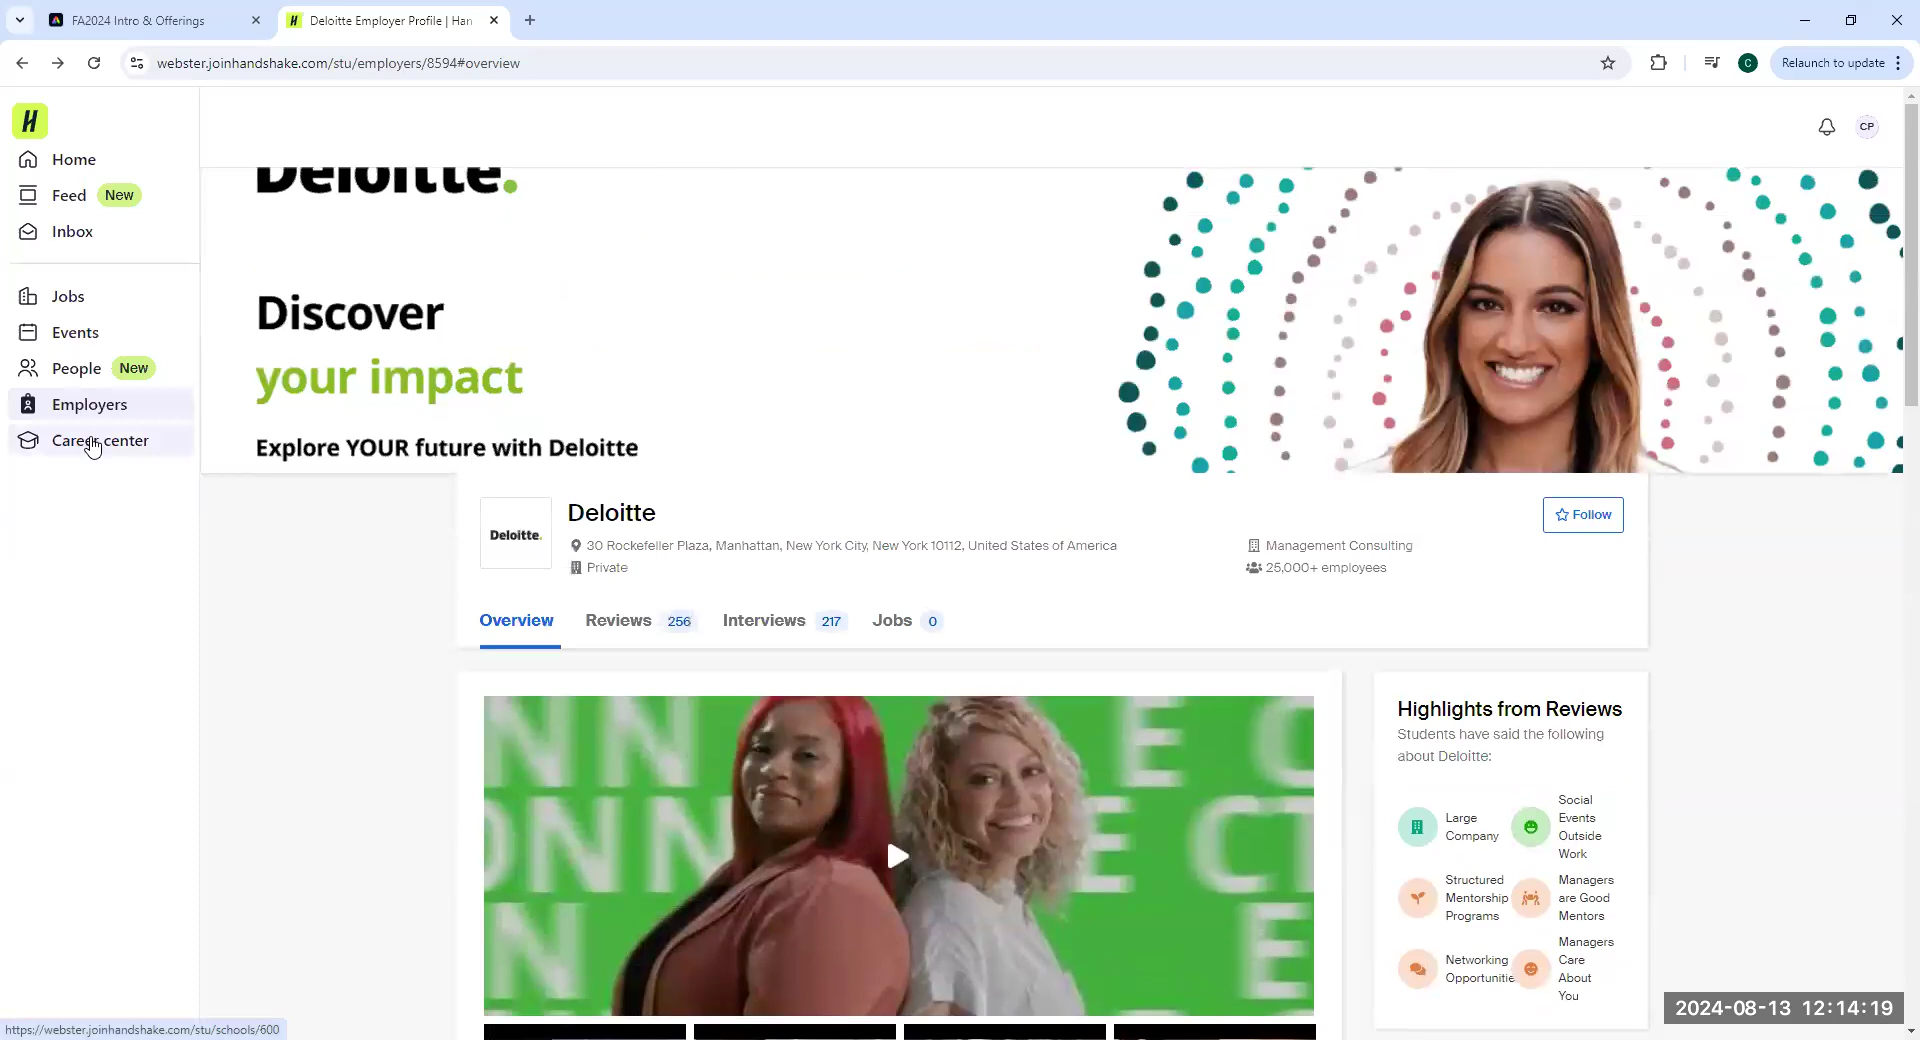 FA2024 Intro & Offerings
Deloitte Employer Profile | Han
webster.joinhandshake.com/stu/employers/8594#overview
C
Relaunch to update
H
Home
Feed New
Inbox
Jobs
Events
People New
Employers
Career center
CP
Deloitte.
Discover
your impact
Explore YOUR future with Deloitte
Deloitte.
Deloitte
30 Rockefeller Plaza, Manhattan, New York City, New York 10112, United States of America
Private
Management Consulting
25,000+ employees
Follow
Overview
Reviews 256
Interviews 217
Jobs 0
NN E C
ONN E CT
N E
Highlights from Reviews
Students have said the following
about Deloitte:
Large
Company
Social
Events
Outside
Work
Structured
Mentorship
Programs
Managers
are Good
Mentors
Networking
Opportunitie
Managers
Care
About
You
https://webster.joinhandshake.com/stu/schools/600
2024-08-13 12:14:19